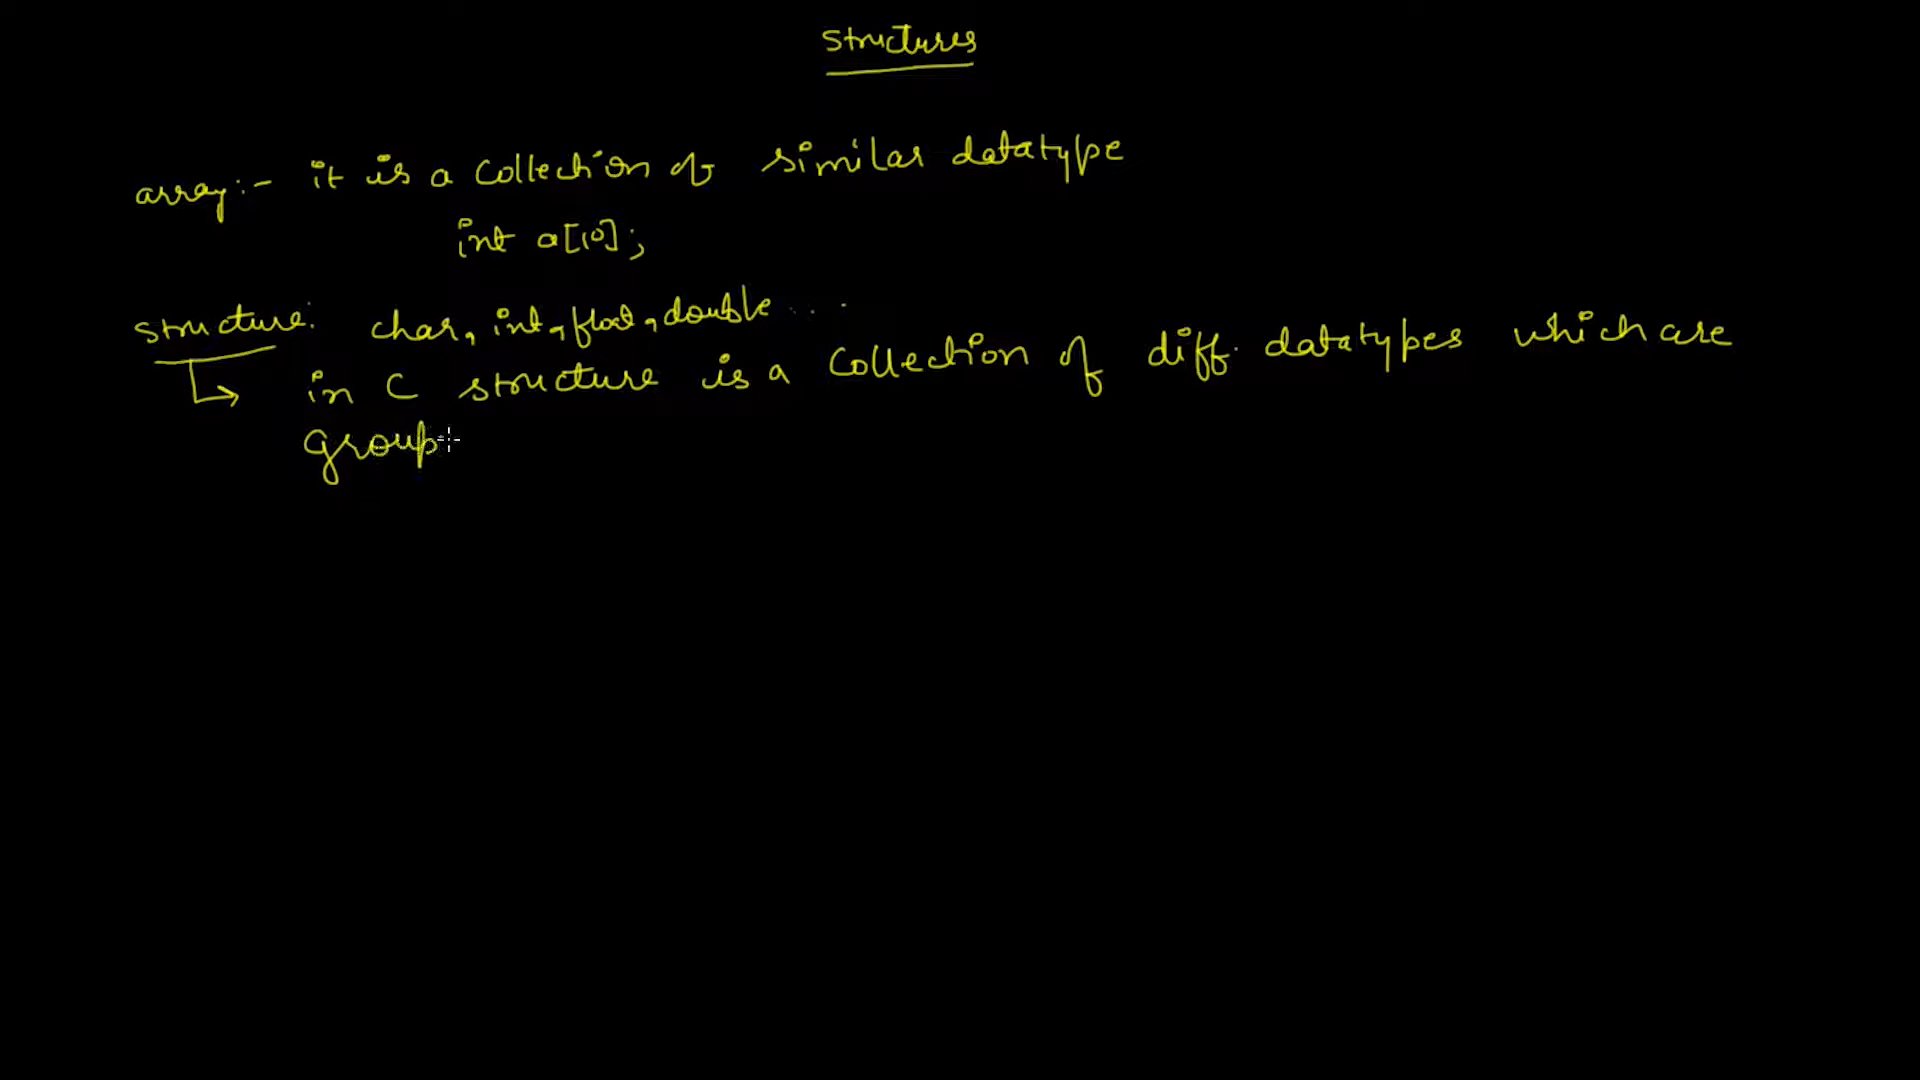 Structures
array:- it is a collection of similar datatype
int a[10];
structure: char, int, float, double ...
in C structure is a collection of diff. datatypes which are
group